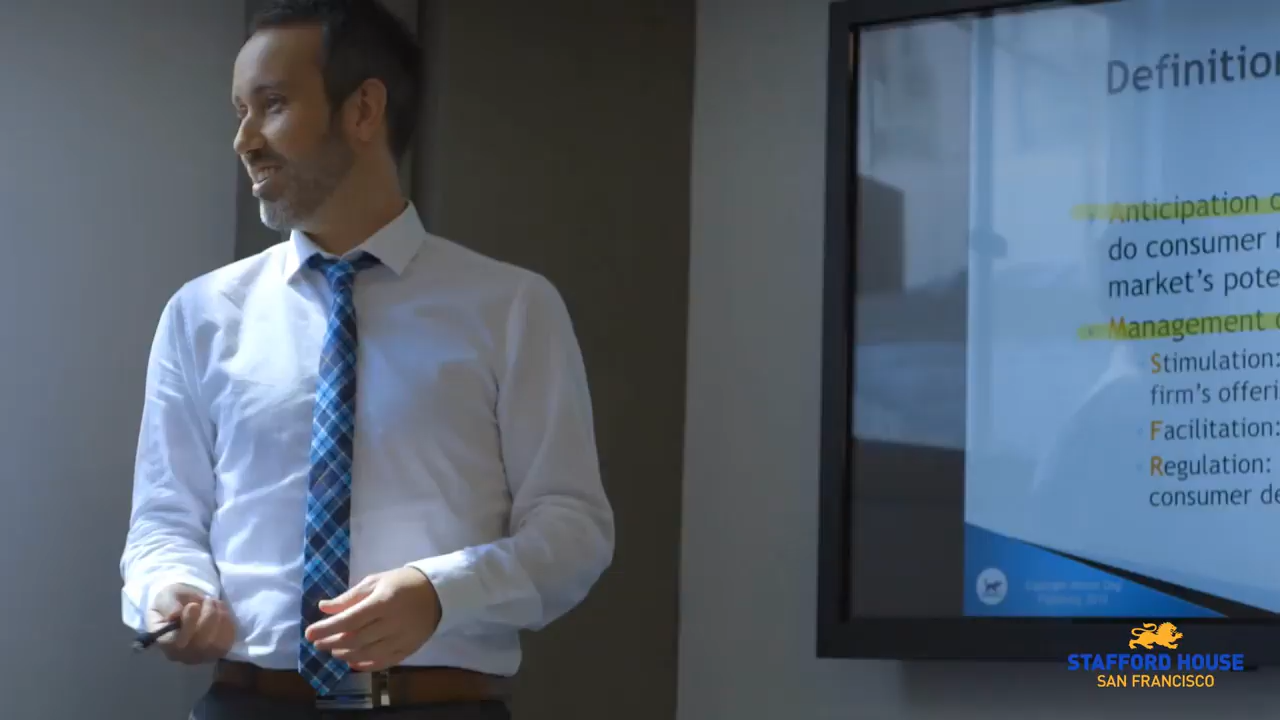 Definitio
Anticipation
do consumer
market's pote
Management
Stimulation:
firm's offeri
Facilitation:
Regulation:
consumer de
STAFFORD HOUSE
SAN FRANCISCO